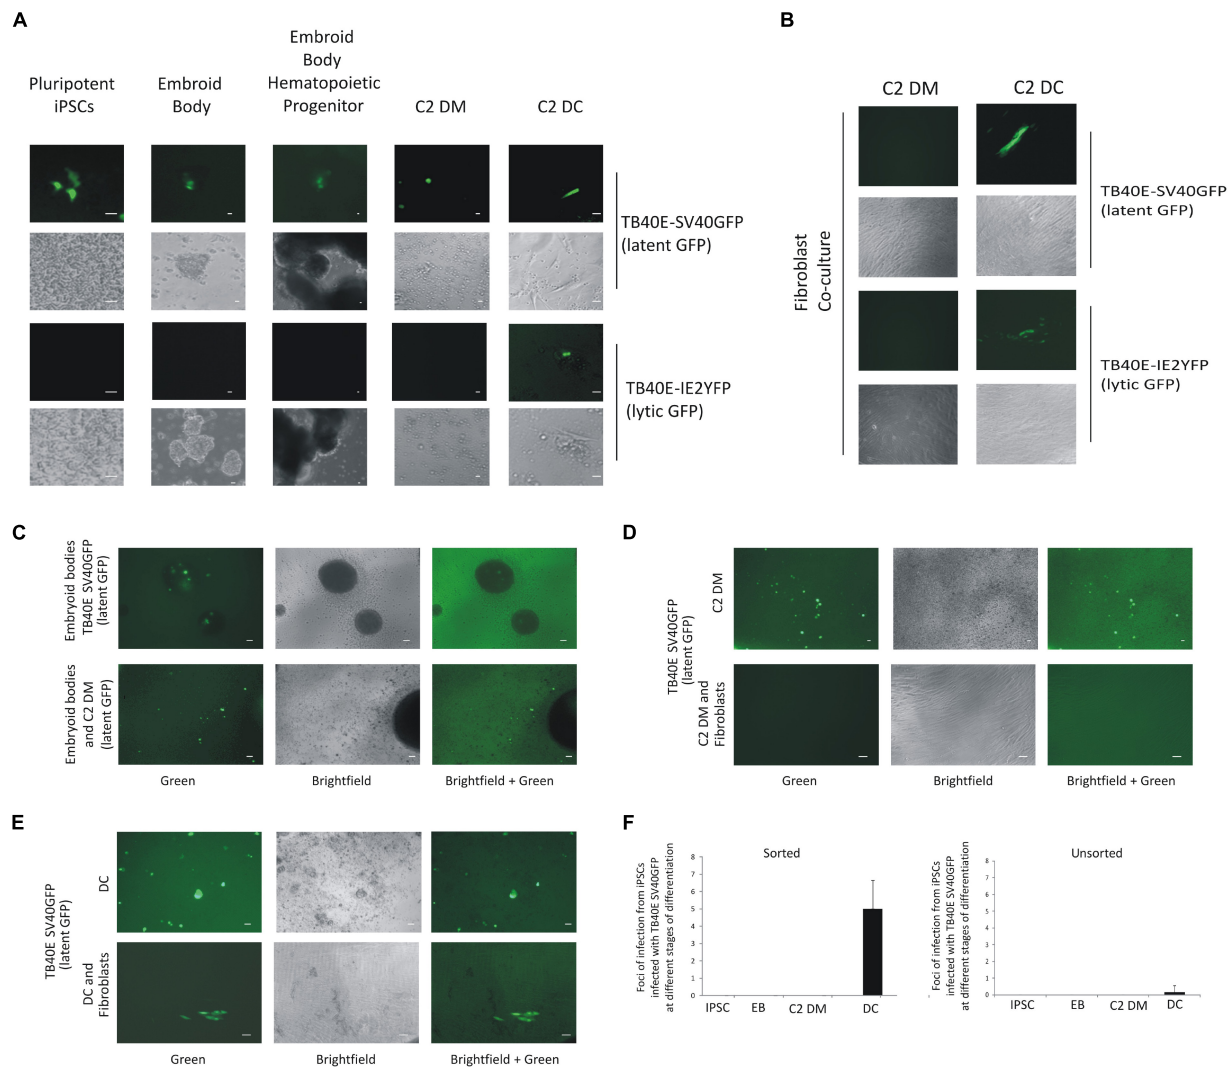 A
Pluripotent
iPSCs
Embroid
Body
Embroid
Body
Hematopoietic
Progenitor
C2 DM
C2 DC
TB40E-SV40GFP
(latent GFP)
TB40E-IE2YFP
(lytic GFP)
B
C2 DM
C2 DC
Fibroblast
Co-culture
TB40E-SV40GFP
(latent GFP)
TB40E-IE2YFP
(lytic GFP)
C
Embryoid bodies
TB40E SV40GFP
(latent GFP)
Embryoid bodies
and C2 DM
(latent GFP)
Green
Brightfield
Brightfield + Green
D
TB40E SV40GFP
(latent GFP)
C2 DM
C2 DM and
Fibroblasts
Green
Brightfield
Brightfield + Green
E
TB40E SV40GFP
(latent GFP)
DC
DC and
Fibroblasts
Green
Brightfield
Brightfield + Green
F
Sorted
Foci of infection from iPSCs
infected with TB40E SV40GFP
at different stages of differentiation
8
7
6
5
4
3
2
1
0
IPSC EB C2 DM DC
Unsorted
Foci of infection from iPSCs
infected with TB40E SV40GFP
at different stages of differentiation
8
7
6
5
4
3
2
1
0
IPSC EB C2 DM DC